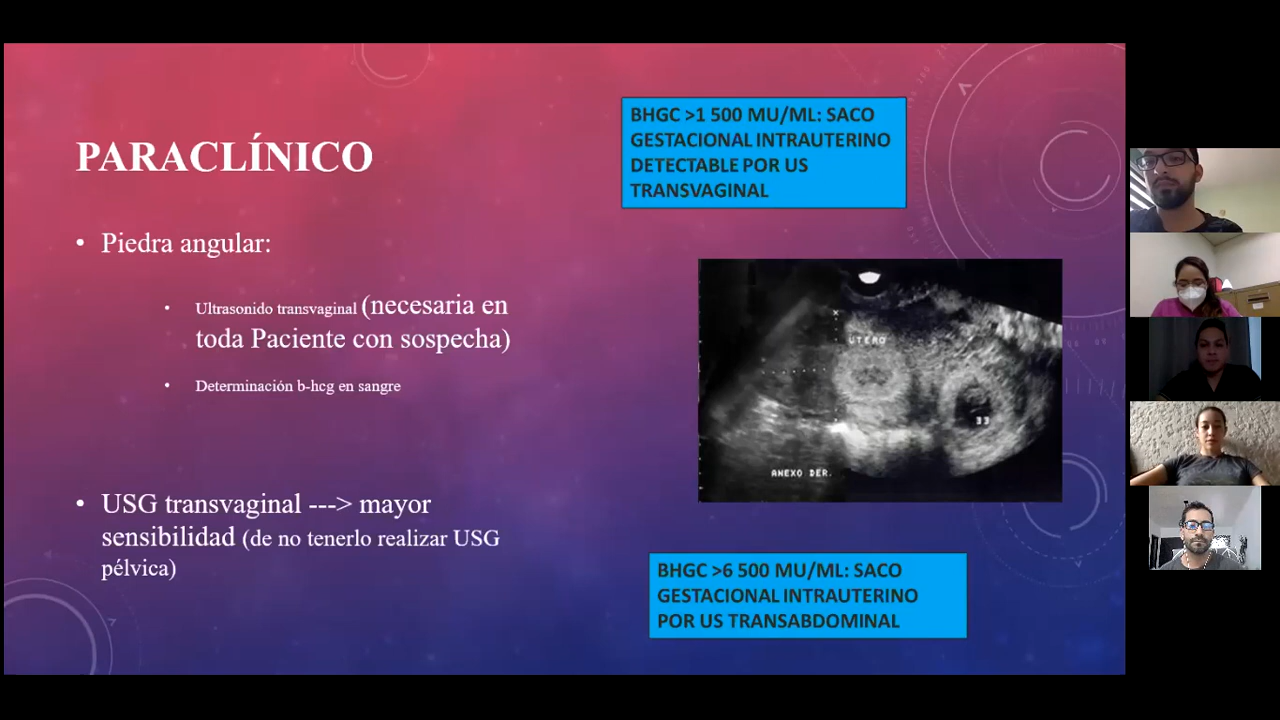 PARACLÍNICO
• Piedra angular:
• Ultrasonido transvaginal (necesaria en
toda Paciente con sospecha)
• Determinación b-hcg en sangre
• USG transvaginal ---> mayor
sensibilidad (de no tenerlo realizar USG
pélvica)
BHGC >1 500 MU/ML: SACO
GESTACIONAL INTRAUTERINO
DETECTABLE POR US
TRANSVAGINAL
UTERO
ANEXO DER.
BHGC >6 500 MU/ML: SACO
GESTACIONAL INTRAUTERINO
POR US TRANSABDOMINAL